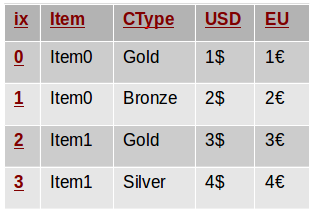 ix Item CType USD EU
0 Item0 Gold 1$ 1€
1 Item0 Bronze 2$ 2€
2 Item1 Gold 3$ 3€
3 Item1 Silver 4$ 4€